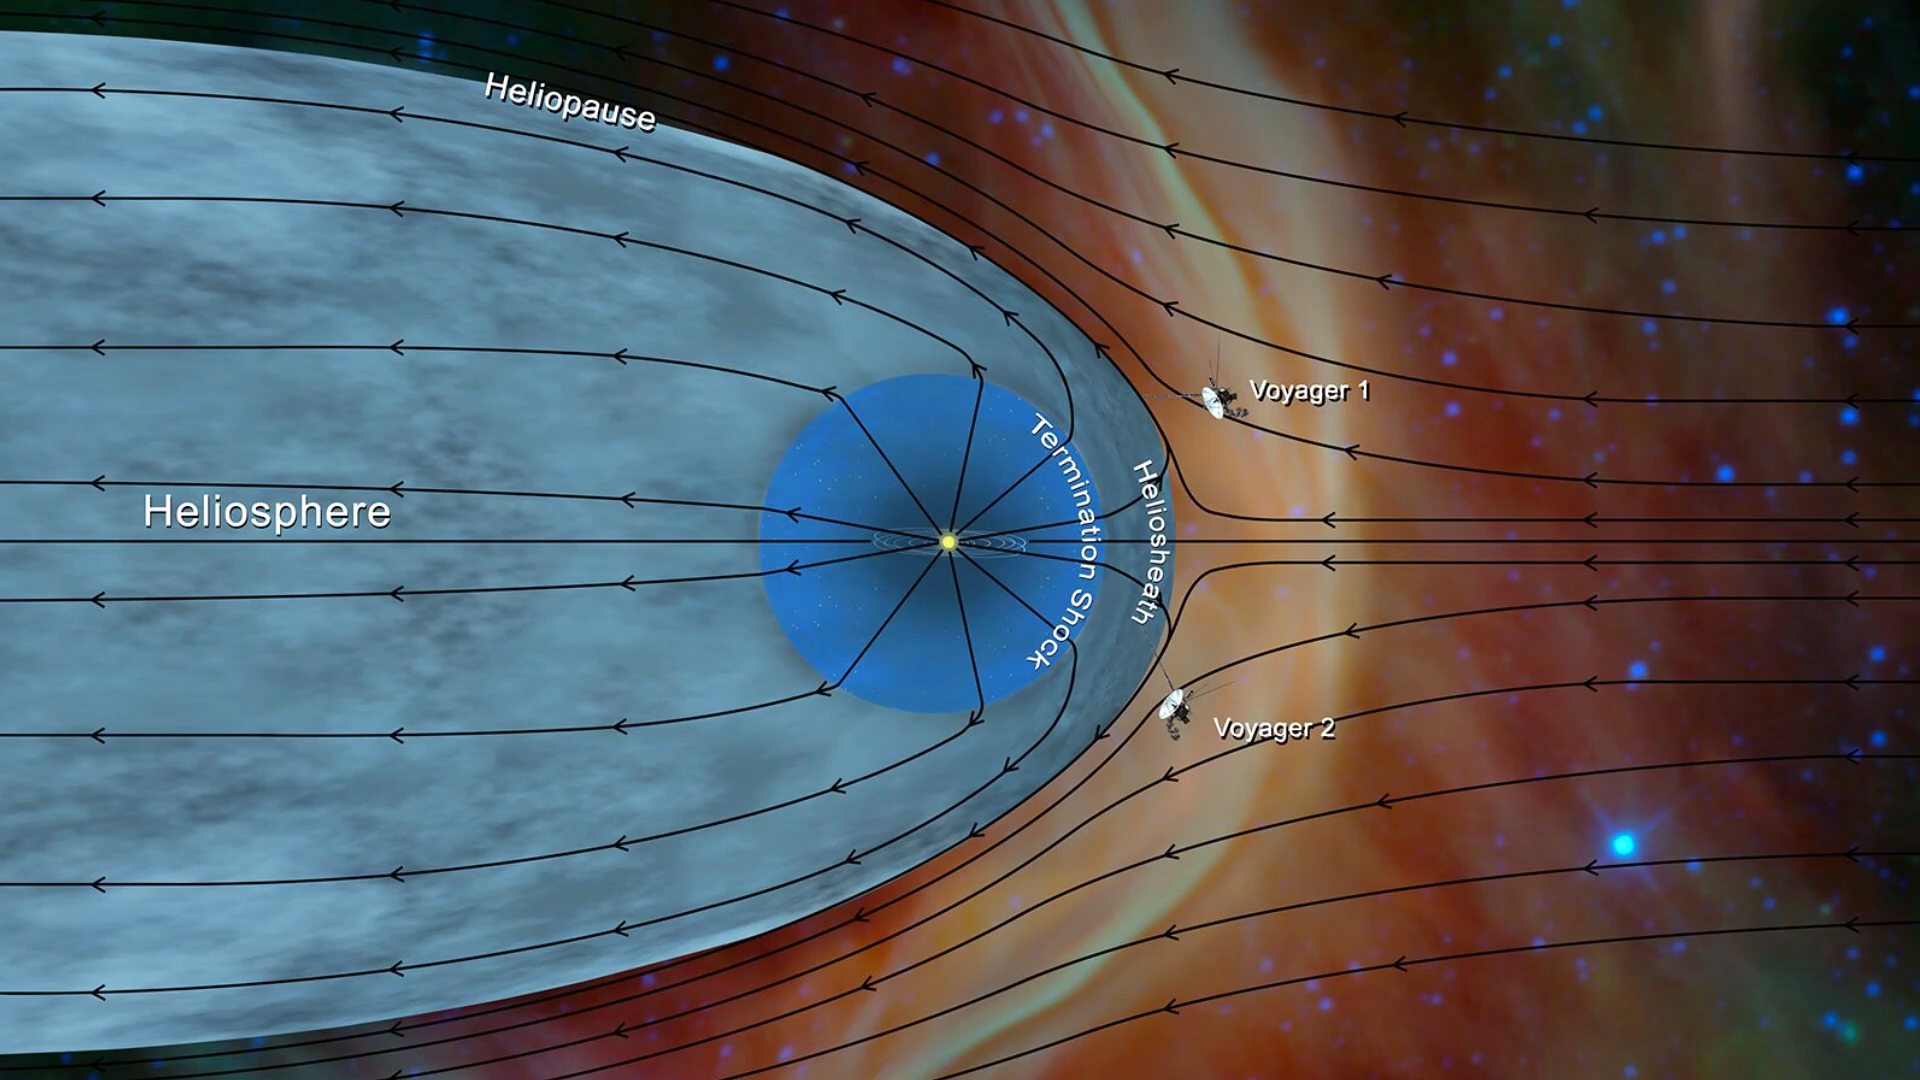 Heliopause
Voyager 1
Termination Shock
Heliosheath
Heliosphere
Voyager 2